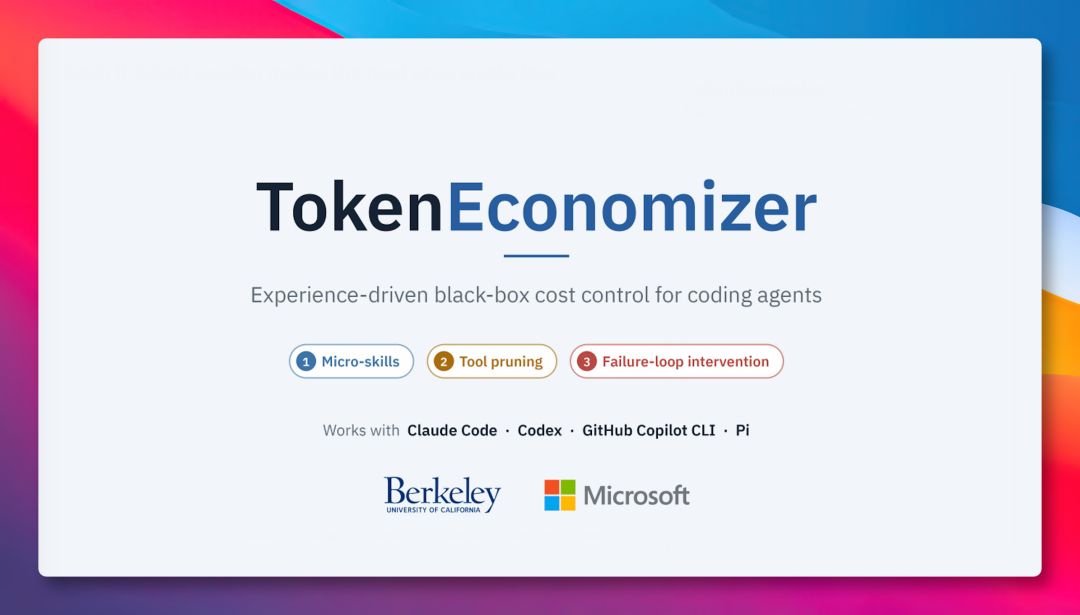 TokenEconomizer
Experience-driven black-box cost control for coding agents
1 Micro-skills 2 Tool pruning 3 Failure-loop intervention
Works with Claude Code · Codex · GitHub Copilot CLI · Pi
Berkeley Microsoft
UNIVERSITY OF CALIFORNIA